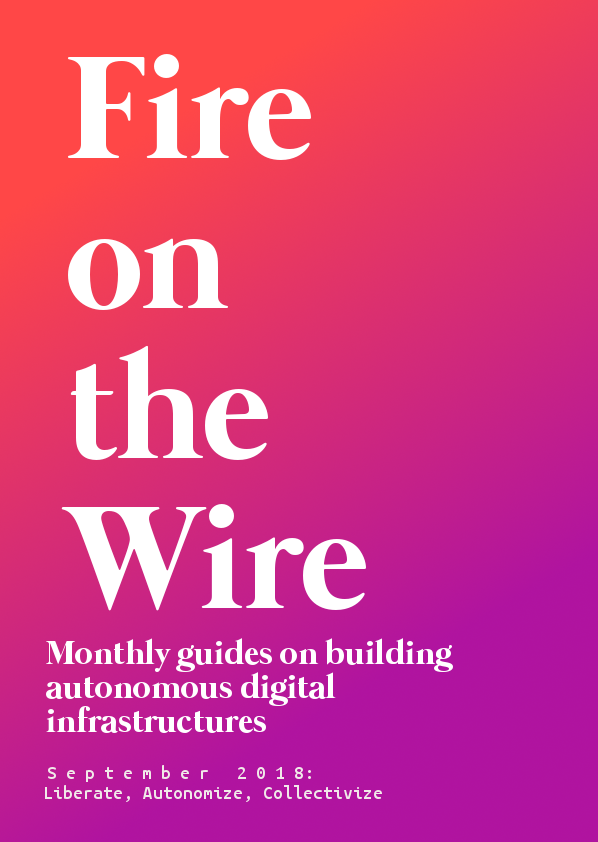 Fire
on
the
Wire
Monthly guides on building
autonomous digital
infrastructures
September 2018:
Liberate, Autonomize, Collectivize